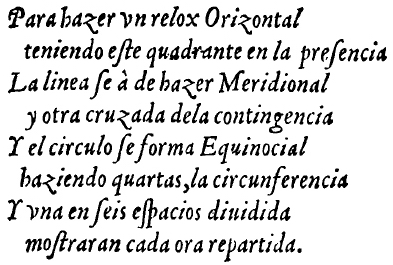 Para hazer vn relox Orizontal
teniendo eſte quadrante en la preſencia
La linea ſe à de hazer Meridional
y otra cruzada dela contingencia
Y el circulo ſe forma Equinocial
haziendo quartas, la circunferencia
Y vna en ſeis eſpacios diuidida
moſtraran cada ora repartida.